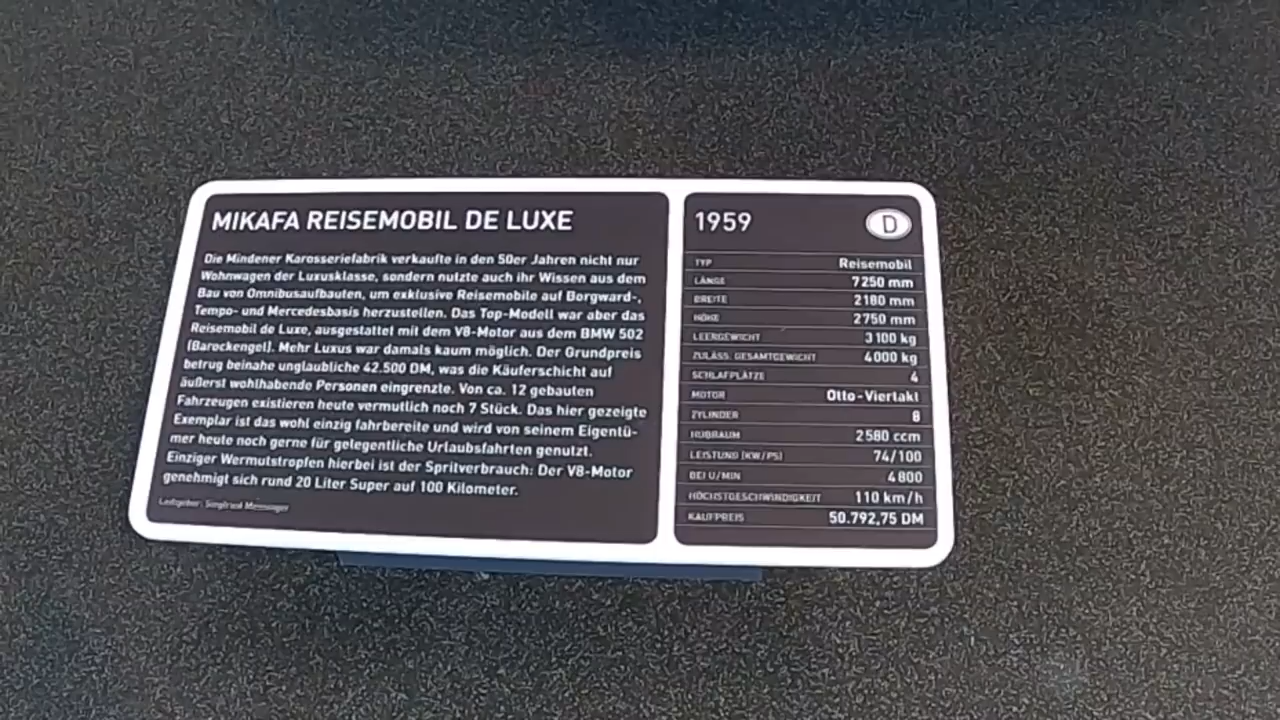 MIKAFA REISEMOBIL DE LUXE
Die Mindener Karosseriefabrik verkaufte in den 50er Jahren nicht nur
Wohnwagen der Luxusklasse, sondern nutzte auch ihr Wissen aus dem
Bau von Omnibusaufbauten, um exklusive Reisemobile auf Borgward-,
Tempo- und Mercedesbasis herzustellen. Das Top-Modell war aber das
Reisemobil de Luxe, ausgestattet mit dem V8-Motor aus dem BMW 502
(Barockengel). Mehr Luxus war damals kaum möglich. Der Grundpreis
betrug beinahe unglaubliche 42.500 DM, was die Käuferschicht auf
äußerst wohlhabende Personen eingrenzte. Von ca. 12 gebauten
Fahrzeugen existieren heute vermutlich noch 7 Stück. Das hier gezeigte
Exemplar ist das wohl einzig fahrbereite und wird von seinem Eigentü-
mer heute noch gerne für gelegentliche Urlaubsfahrten genutzt.
Einziger Wermutstropfen hierbei ist der Spritverbrauch: Der V8-Motor
genehmigt sich rund 20 Liter Super auf 100 Kilometer.
Leihgeber: Siegfried
1959 D
TYP Reisemobil
LÄNGE 7250 mm
BREITE 2180 mm
HÖHE 2750 mm
LEERGEWICHT 3100 kg
ZULÄSS. GESAMTGEWICHT 4000 kg
SCHLAFPLÄTZE 4
MOTOR Otto-Viertakt
ZYLINDER 8
HUBRAUM 2580 ccm
LEISTUNG (KW/PS) 74/100
BEI U/MIN 4800
HÖCHSTGESCHWINDIGKEIT 110 km/h
KAUFPREIS 50.792,75 DM